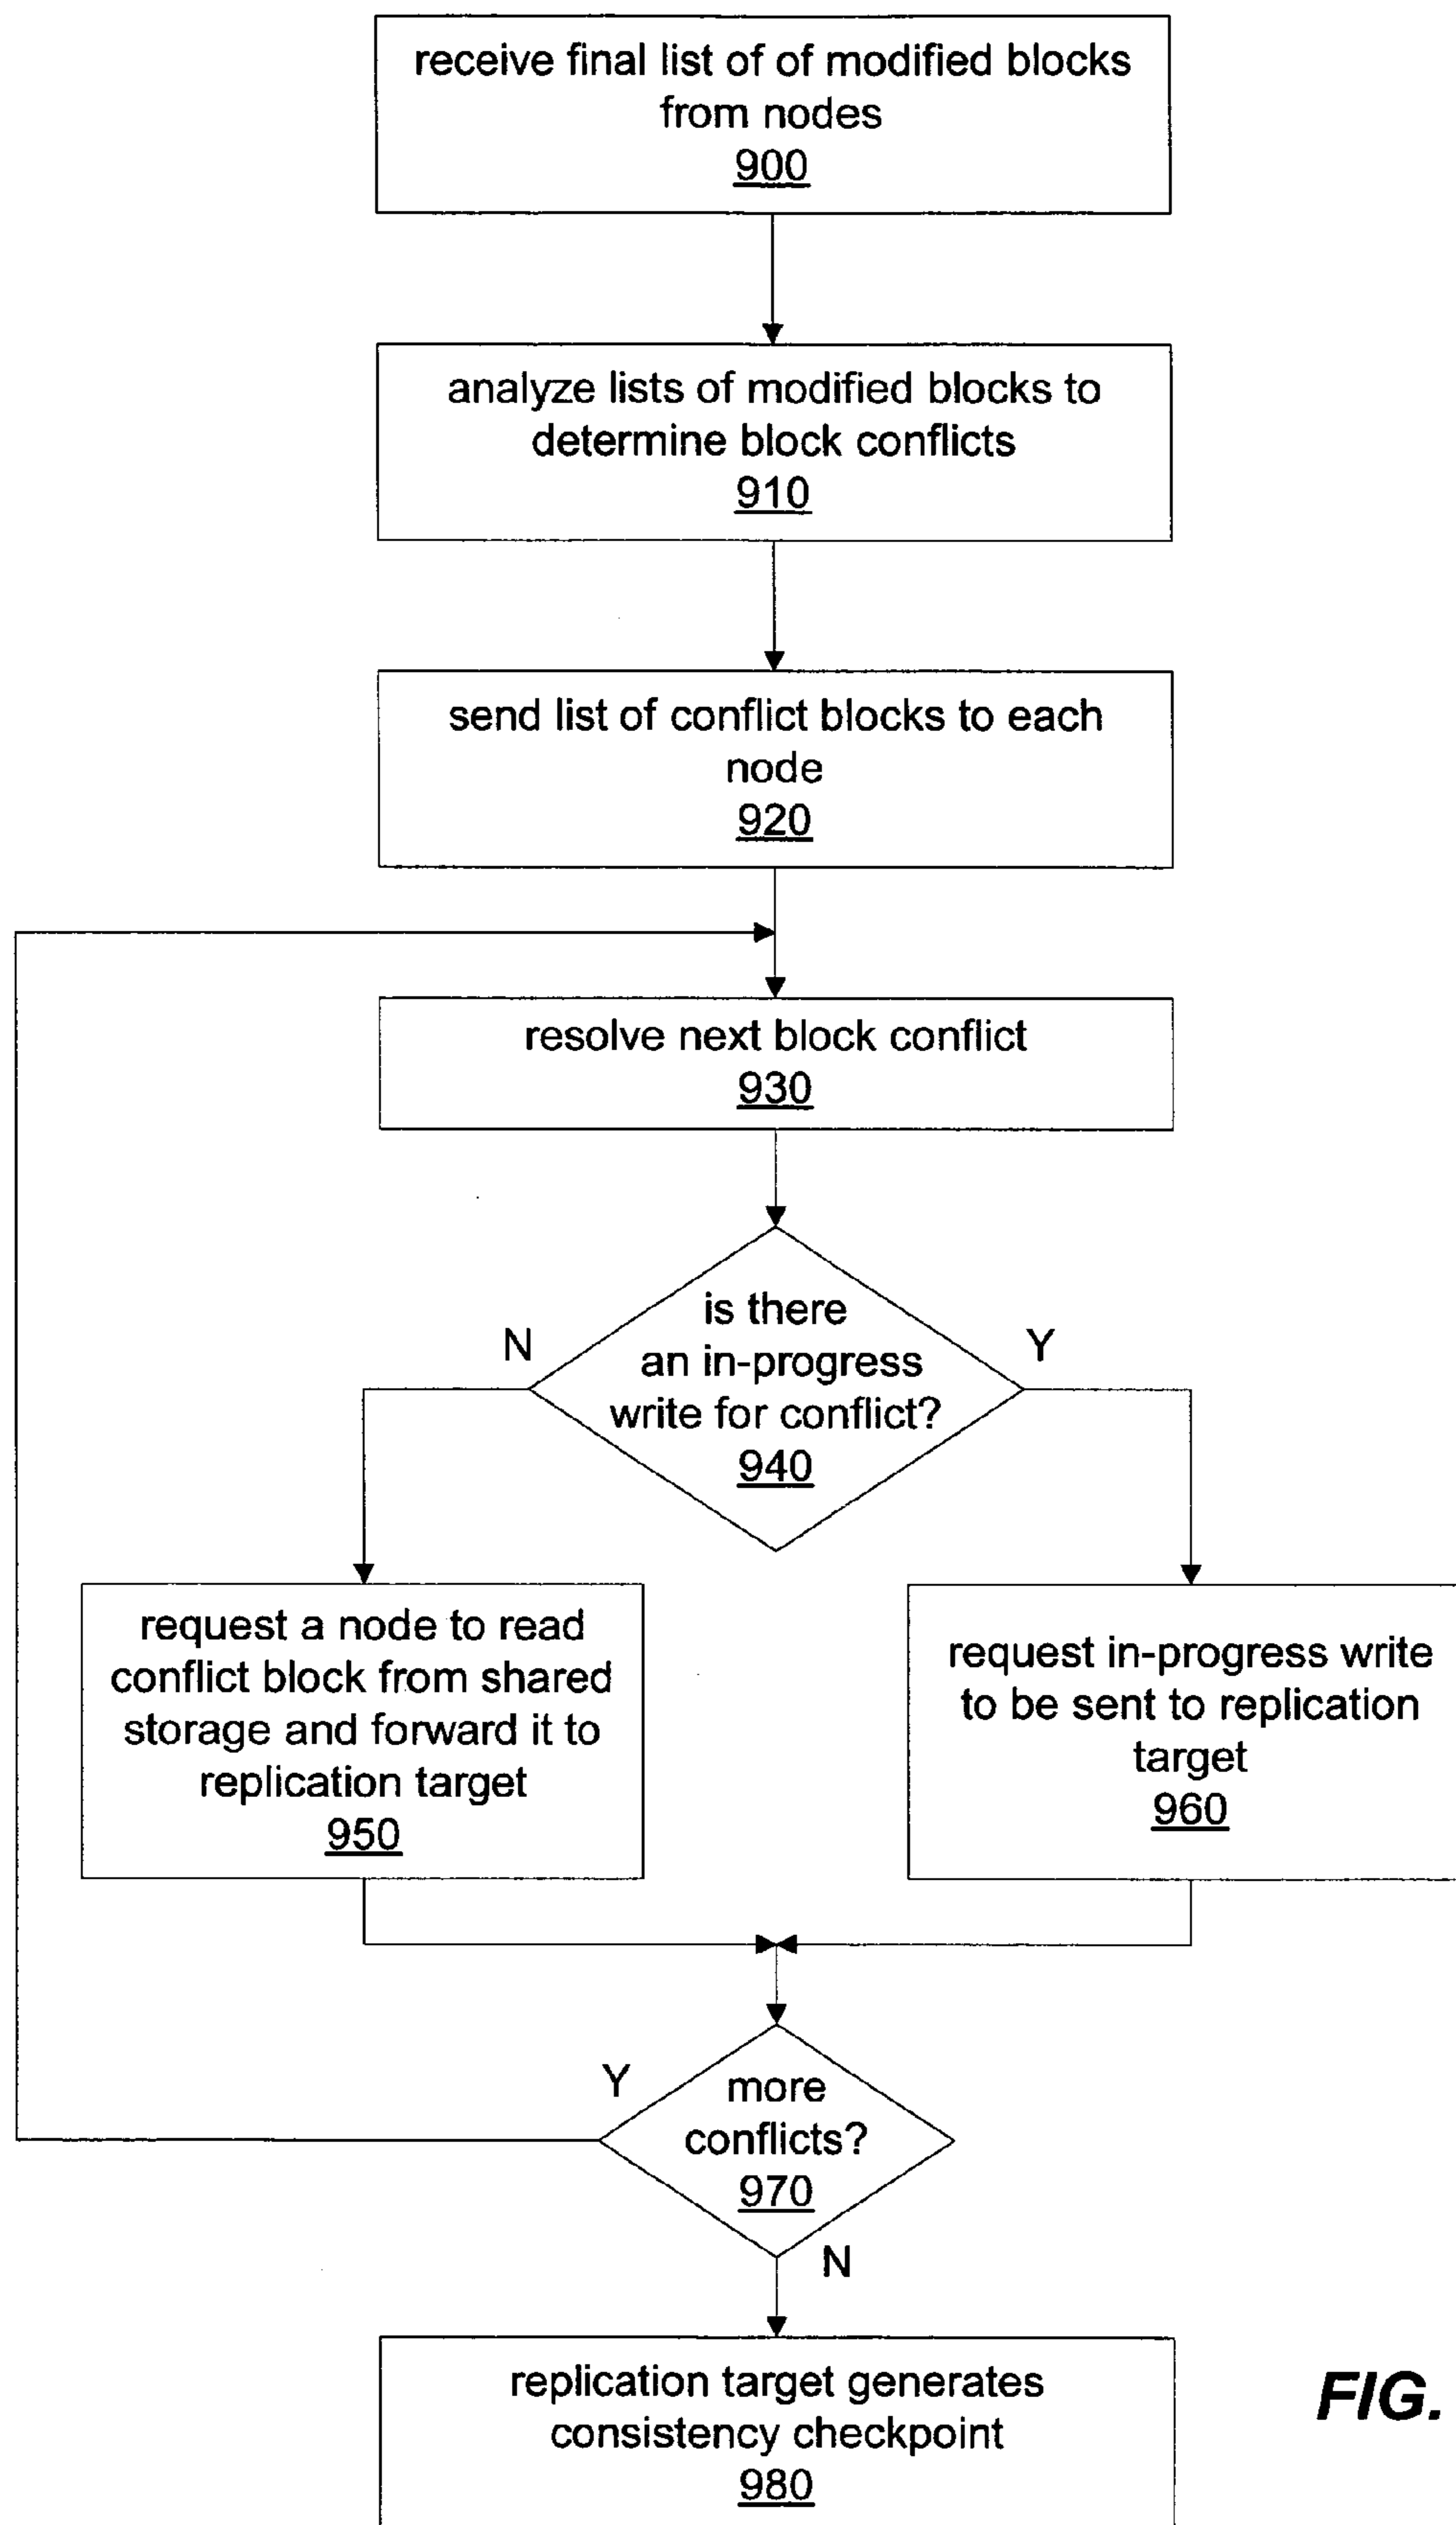 receive final list of of modified blocks
from nodes
900
analyze lists of modified blocks to
determine block conflicts
910
send list of conflict blocks to each
node
920
resolve next block conflict
930
is there
an in-progress
write for conflict?
940
N
Y
request a node to read
conflict block from shared
storage and forward it to
replication target
950
request in-progress write
to be sent to replication
target
960
Y
more
conflicts?
970
N
replication target generates
consistency checkpoint
980
FIG.